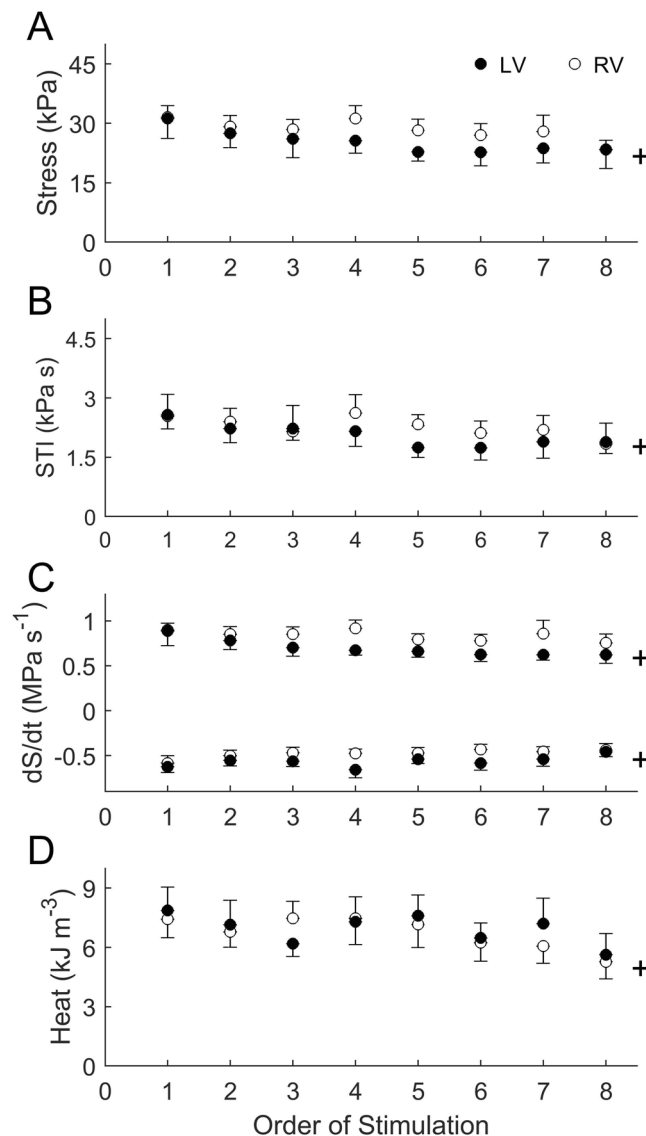 A
Stress (kPa)
45
30
15
0
LV
RV
+
0 1 2 3 4 5 6 7 8
B
STI (kPa s)
4.5
3
1.5
0
+
0 1 2 3 4 5 6 7 8
C
dS/dt (MPa s⁻¹)
1
0.5
0
-0.5
+
+
0 1 2 3 4 5 6 7 8
D
Heat (kJ m⁻³)
9
6
3
0
+
0 1 2 3 4 5 6 7 8
Order of Stimulation